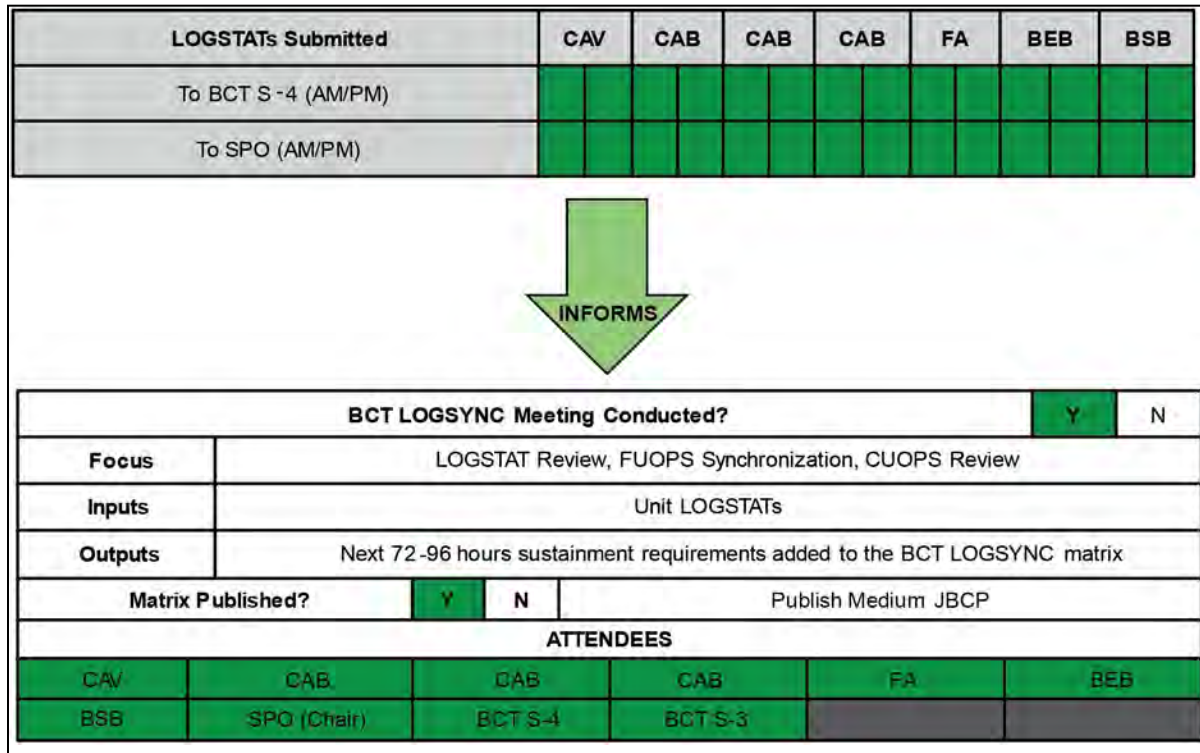 LOGSTATs Submitted CAV CAB CAB CAB FA BEB BSB
To BCT S-4 (AM/PM)
To SPO (AM/PM)
INFORMS
BCT LOGSYNC Meeting Conducted? Y N
Focus LOGSTAT Review, FUOPS Synchronization, CUOPS Review
Inputs Unit LOGSTATs
Outputs Next 72-96 hours sustainment requirements added to the BCT LOGSYNC matrix
Matrix Published? Y N Publish Medium JBCP
ATTENDEES
CAV CAB CAB CAB FA BEB
BSB SPO (Chair) BCT S-4 BCT S-3